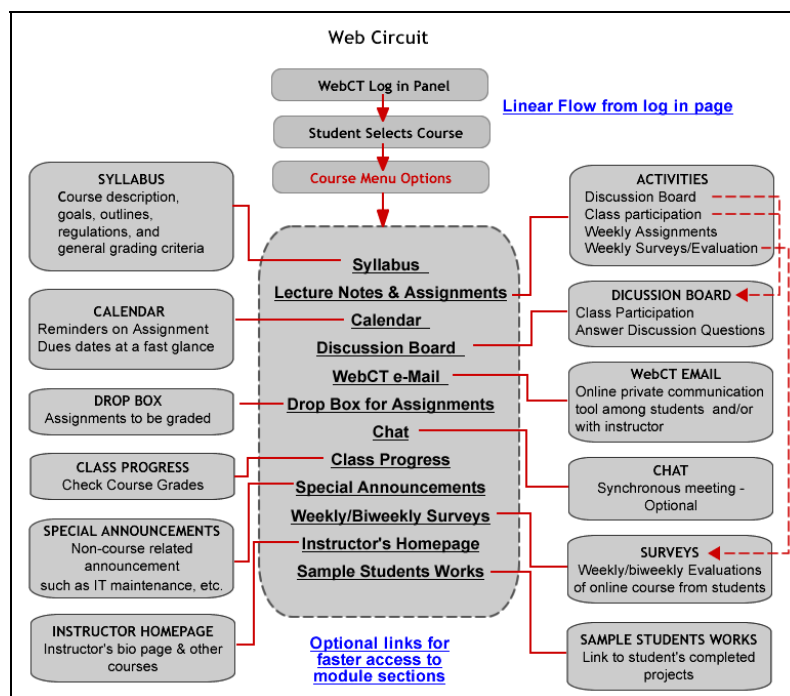 Web Circuit
WebCT Log in Panel
Linear Flow from log in page
Student Selects Course
Course Menu Options
SYLLABUS
Course description,
goals, outlines,
regulations, and
general grading criteria
CALENDAR
Reminders on Assignment
Dues dates at a fast glance
DROP BOX
Assignments to be graded
CLASS PROGRESS
Check Course Grades
SPECIAL ANNOUNCEMENTS
Non-course related
announcement
such as IT maintenance, etc.
INSTRUCTOR HOMEPAGE
Instructor's bio page & other
courses
Syllabus
Lecture Notes & Assignments
Calendar
Discussion Board
WebCT e-Mail
Drop Box for Assignments
Chat
Class Progress
Special Announcements
Weekly/Biweekly Surveys
Instructor's Homepage
Sample Students Works
Optional links for
faster access to
module sections
ACTIVITIES
Discussion Board
Class participation
Weekly Assignments
Weekly Surveys/Evaluation
DICUSSION BOARD
Class Participation
Answer Discussion Questions
WebCT EMAIL
Online private communication
tool among students and/or
with instructor
CHAT
Synchronous meeting -
Optional
SURVEYS
Weekly/biweekly Evaluations
of online course from students
SAMPLE STUDENTS WORKS
Link to student's completed
projects